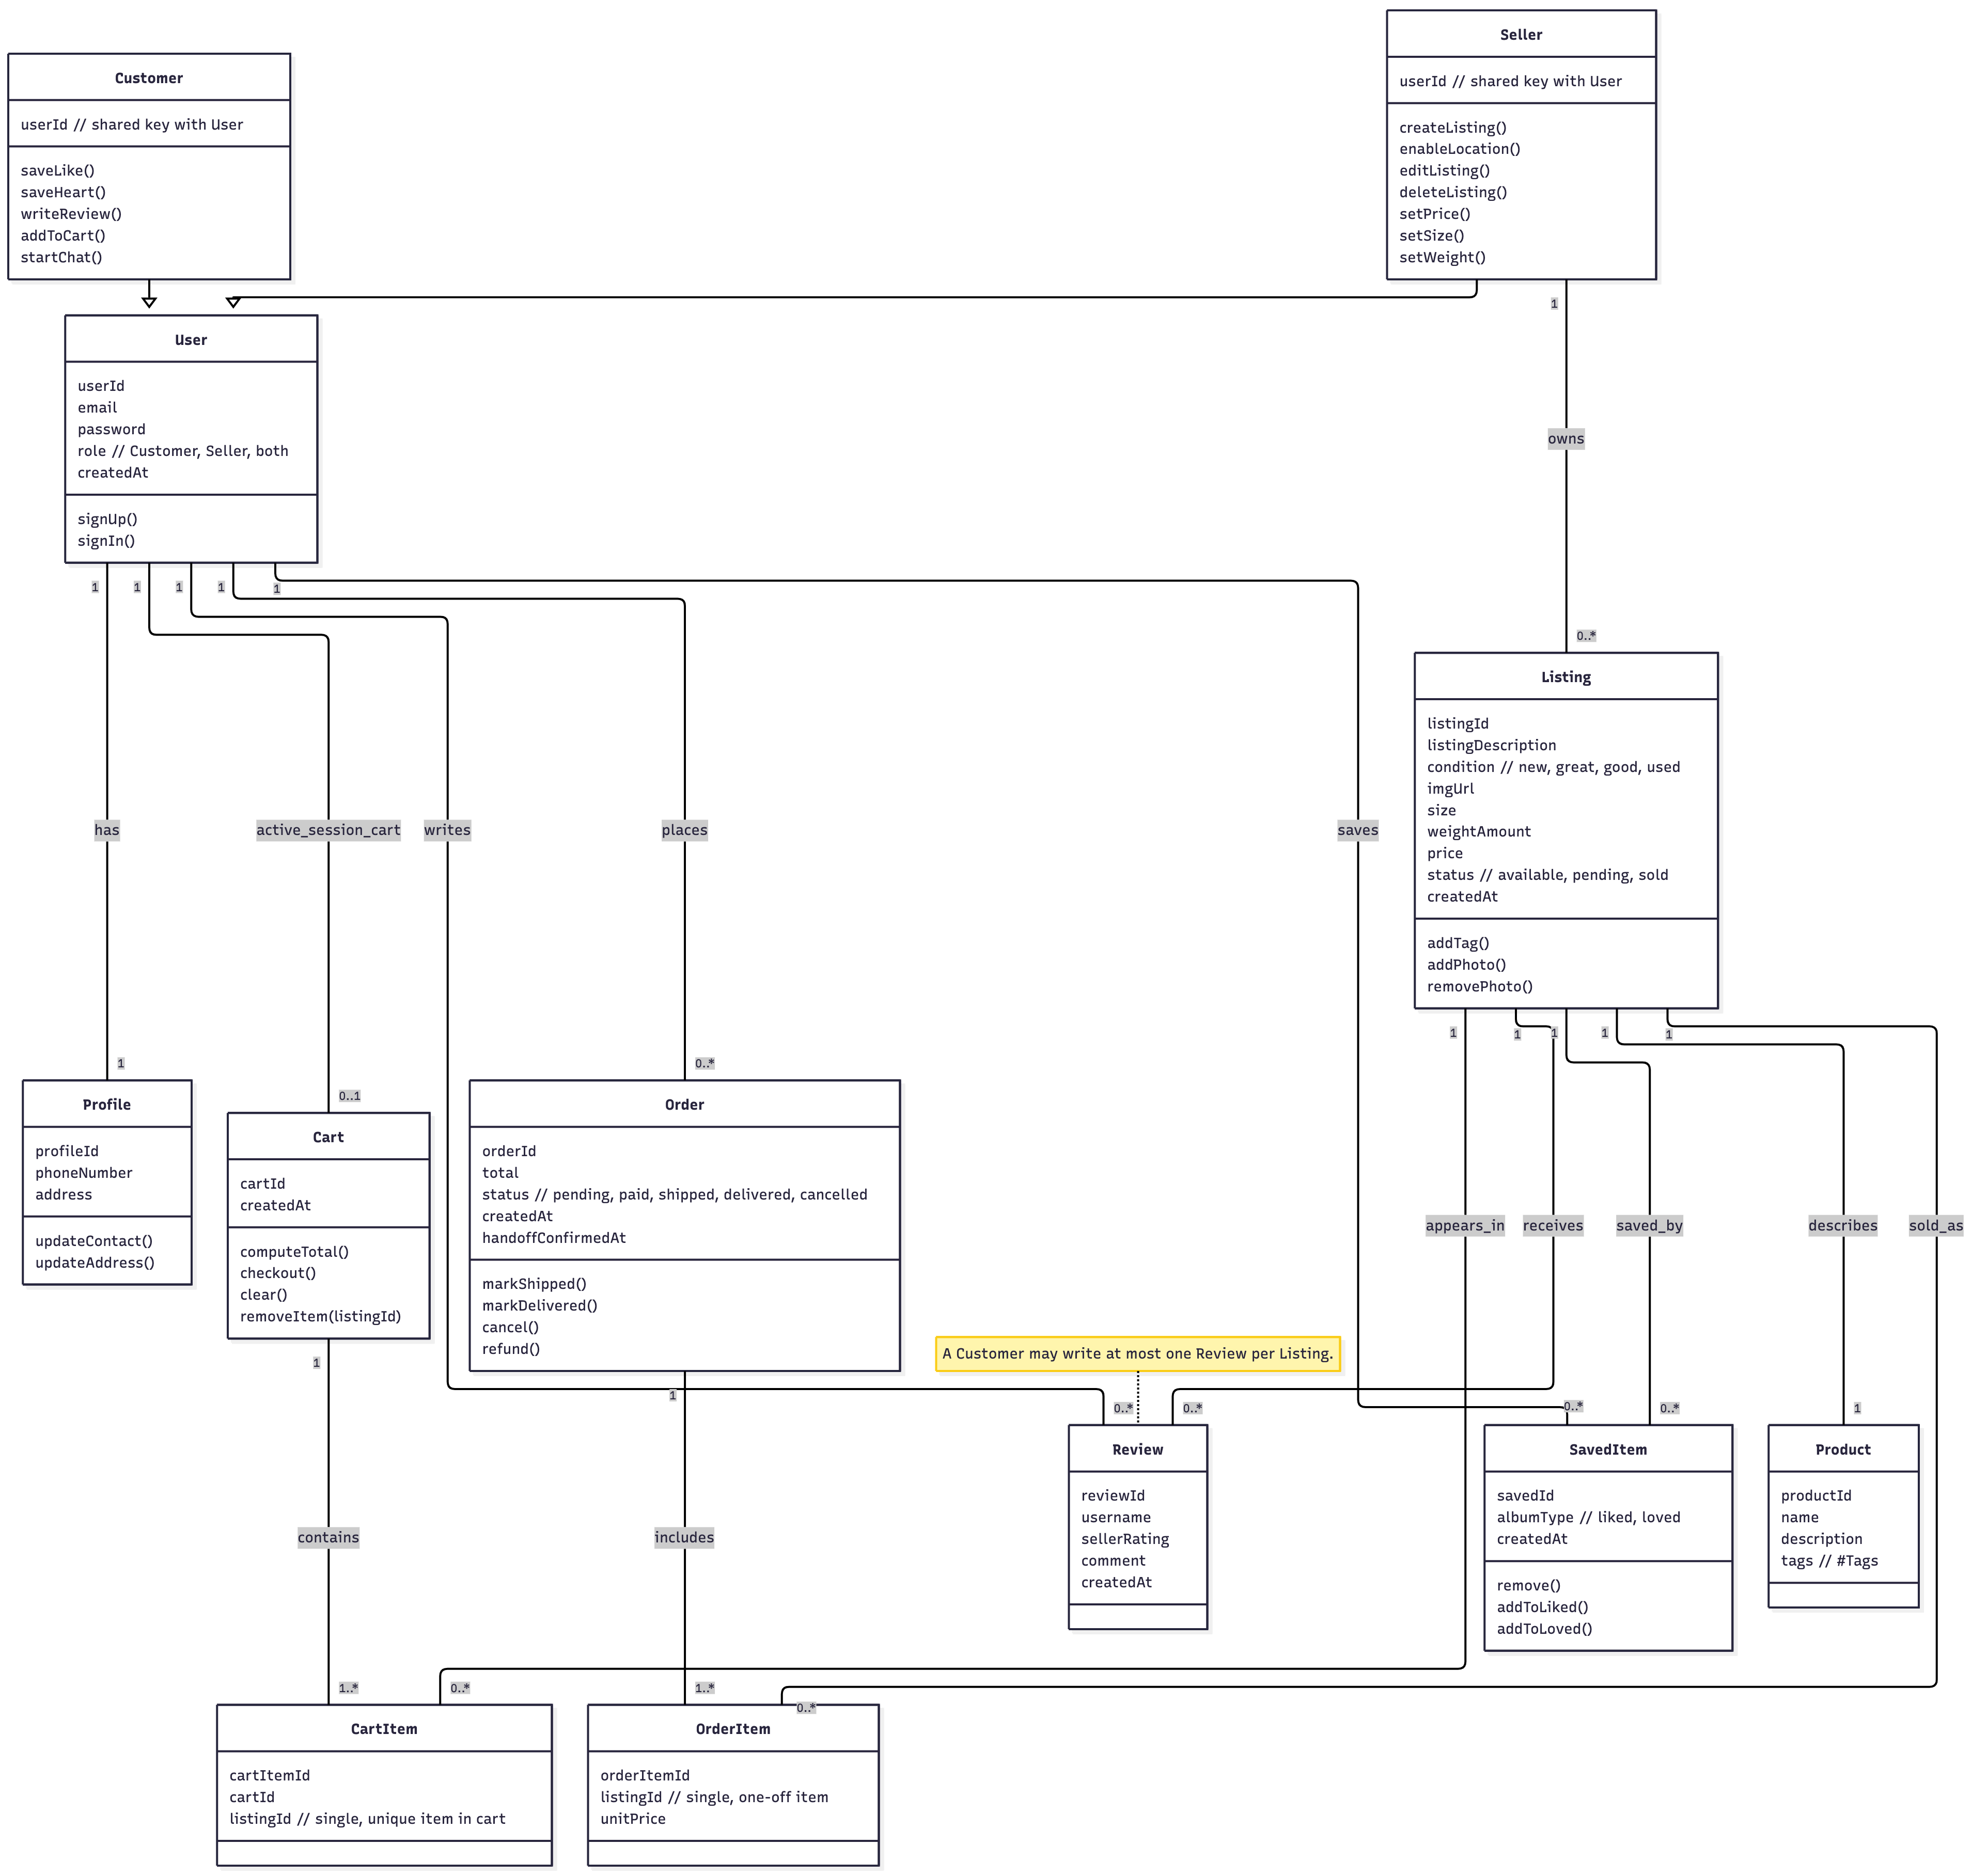 Customer
userId // shared key with User
saveLike()
saveHeart()
writeReview()
addToCart()
startChat()
Seller
userId // shared key with User
createListing()
enableLocation()
editListing()
deleteListing()
setPrice()
setSize()
setWeight()
User
userId
email
password
role // Customer, Seller, both
createdAt
signUp()
signIn()
1
1
1
1
1
1
owns
0..*
Listing
listingId
listingDescription
condition // new, great, good, used
imgUrl
size
weightAmount
price
status // available, pending, sold
createdAt
addTag()
addPhoto()
removePhoto()
has
active_session_cart
writes
places
saves
1
1
1
1
1
1
0..1
0..*
Profile
profileId
phoneNumber
address
updateContact()
updateAddress()
Cart
cartId
createdAt
computeTotal()
checkout()
clear()
removeItem(listingId)
Order
orderId
total
status // pending, paid, shipped, delivered, cancelled
createdAt
handoffConfirmedAt
markShipped()
markDelivered()
cancel()
refund()
appears_in
receives
saved_by
describes
sold_as
A Customer may write at most one Review per Listing.
1
1
0..*
0..*
0..*
0..*
1
Review
reviewId
username
sellerRating
comment
createdAt
SavedItem
savedId
albumType // liked, loved
createdAt
remove()
addToLiked()
addToLoved()
Product
productId
name
description
tags // #Tags
contains
includes
1..*
0..*
1..*
0..*
CartItem
cartItemId
cartId
listingId // single, unique item in cart
OrderItem
orderItemId
listingId // single, one-off item
unitPrice